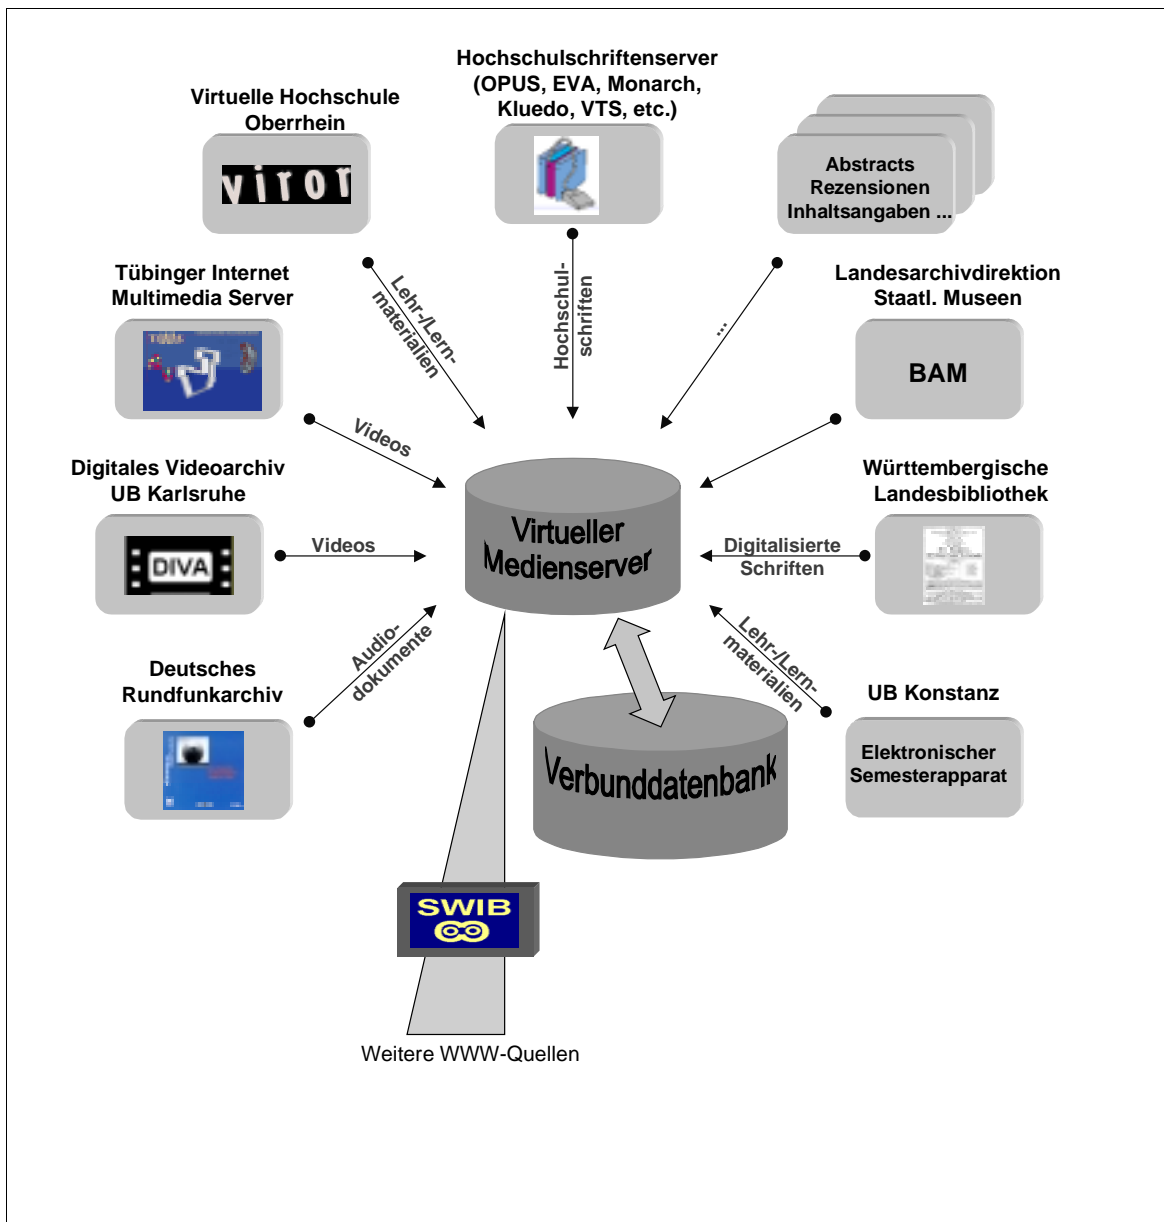 Hochschulschriftenserver
(OPUS, EVA, Monarch,
Kluedo, VTS, etc.)
Virtuelle Hochschule
Oberrhein
viror
Abstracts
Rezensionen
Inhaltsangaben ...
Tübinger Internet
Multimedia Server
Landesarchivdirektion
Staatl. Museen
BAM
Lehr-/Lern-
materialien
Hochschul-
schriften
...
Videos
Digitales Videoarchiv
UB Karlsruhe
DIVA
Videos
Württembergische
Landesbibliothek
Digitalisierte
Schriften
Virtueller
Medienserver
Audio-
dokumente
Lehr-/Lern-
materialien
Deutsches
Rundfunkarchiv
UB Konstanz
Elektronischer
Semesterapparat
Verbunddatenbank
SWIB
Weitere WWW-Quellen